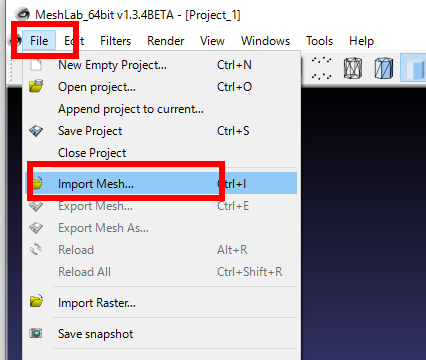 MeshLab_64bit v1.3.4BETA - [Project_1]
File Edit Filters Render View Windows Tools Help
New Empty Project... Ctrl+N
Open project... Ctrl+O
Append project to current...
Save Project Ctrl+S
Close Project
Import Mesh... Ctrl+I
Export Mesh... Ctrl+E
Export Mesh As...
Reload Alt+R
Reload All Ctrl+Shift+R
Import Raster...
Save snapshot